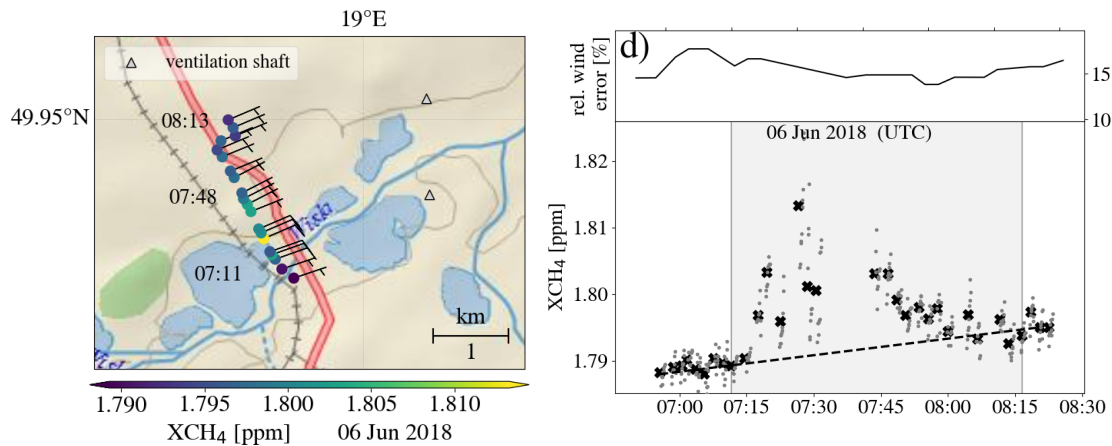 19°E
ventilation shaft
49.95°N
08:13
07:48
07:11
km
1
1.790 1.795 1.800 1.805 1.810
XCH₄ [ppm] 06 Jun 2018
d)
rel. wind
error [%]
15
10
06 Jun 2018 (UTC)
XCH₄ [ppm]
1.82
1.81
1.80
1.79
07:00 07:15 07:30 07:45 08:00 08:15 08:30